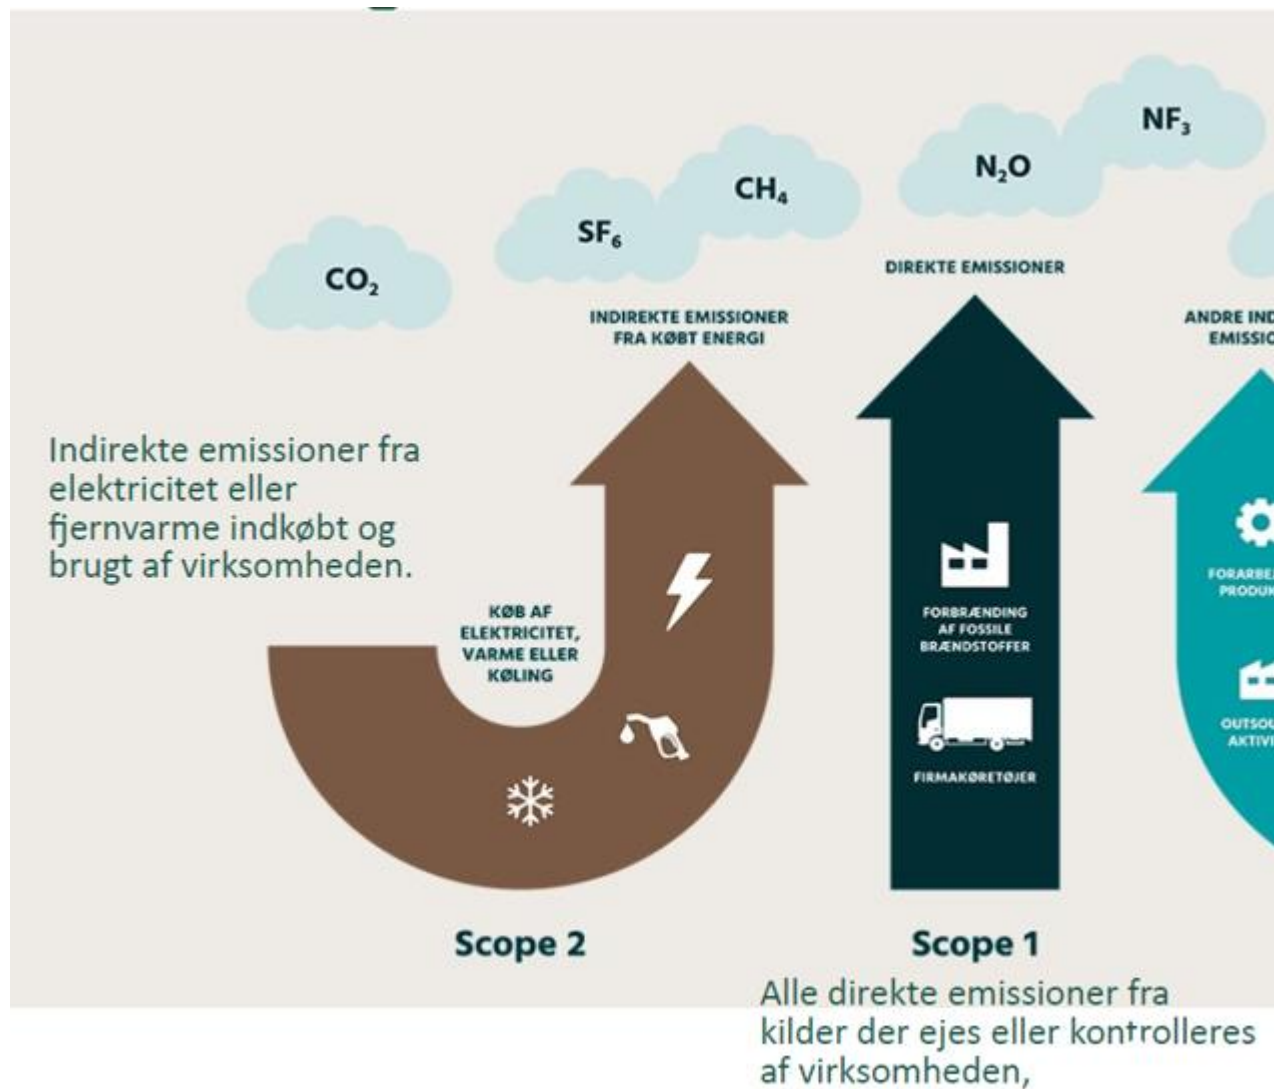 CO₂
SF₆
CH₄
N₂O
NF₃
INDIREKTE EMISSIONER
FRA KØBT ENERGI
DIREKTE EMISSIONER
ANDRE
Indirekte emissioner fra
elektricitet eller
fjernvarme indkøbt og
brugt af virksomheden.
KØB AF
ELEKTRICITET,
VARME ELLER
KØLING
FORBRÆNDING
AF FOSSILE
BRÆNDSTOFFER
FIRMAKØRETØJER
Scope 2
Scope 1
Alle direkte emissioner fra
kilder der ejes eller kontrolleres
af virksomheden,